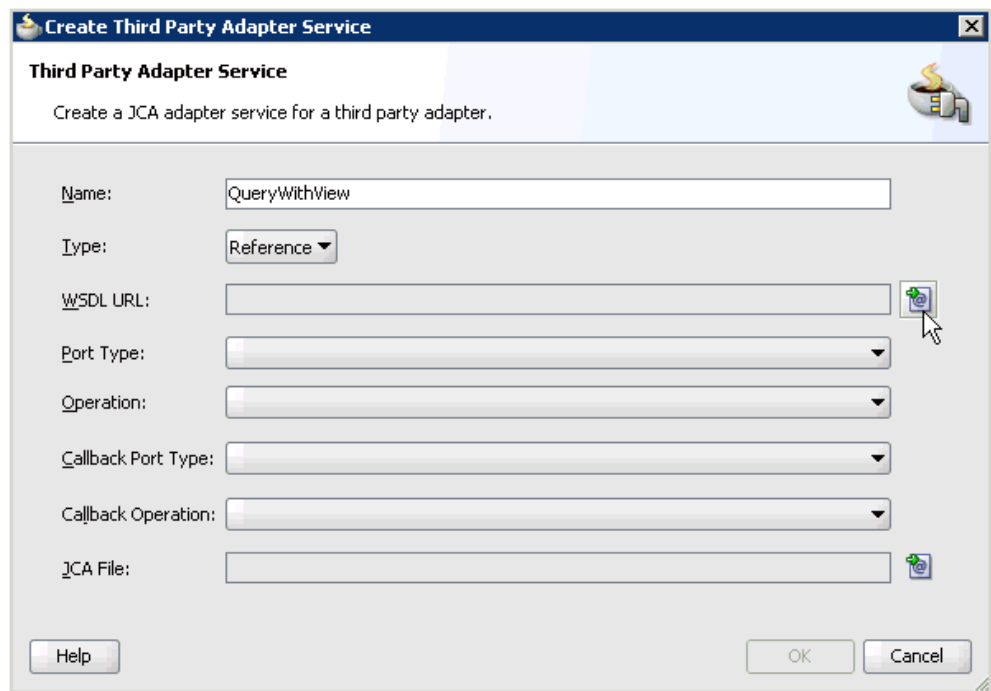 Create Third Party Adapter Service
Third Party Adapter Service
Create a JCA adapter service for a third party adapter.
Name: QueryWithView
Type: Reference
WSDL URL:
Port Type:
Operation:
Callback Port Type:
Callback Operation:
JCA File:
Help OK Cancel